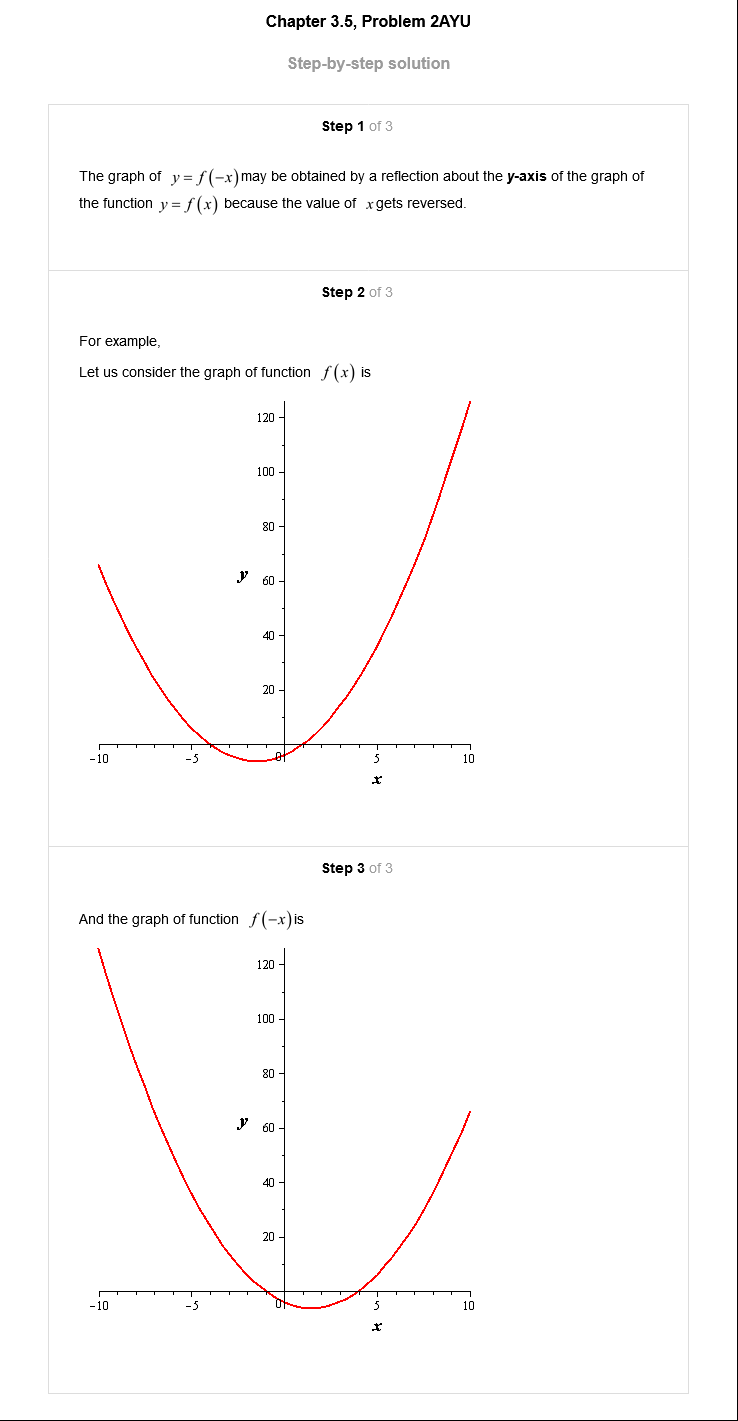 Chapter 3.5, Problem 2AYU
Step-by-step solution
Step 1 of 3
The graph of y = f(−x) may be obtained by a reflection about the y-axis of the graph of
the function y = f(x) because the value of x gets reversed.
Step 2 of 3
For example,
Let us consider the graph of function f(x) is
120
100
80
y 60
40
20
−10 −5 0 5 10
x
Step 3 of 3
And the graph of function f(−x) is
120
100
80
y 60
40
20
−10 −5 0 5 10
x